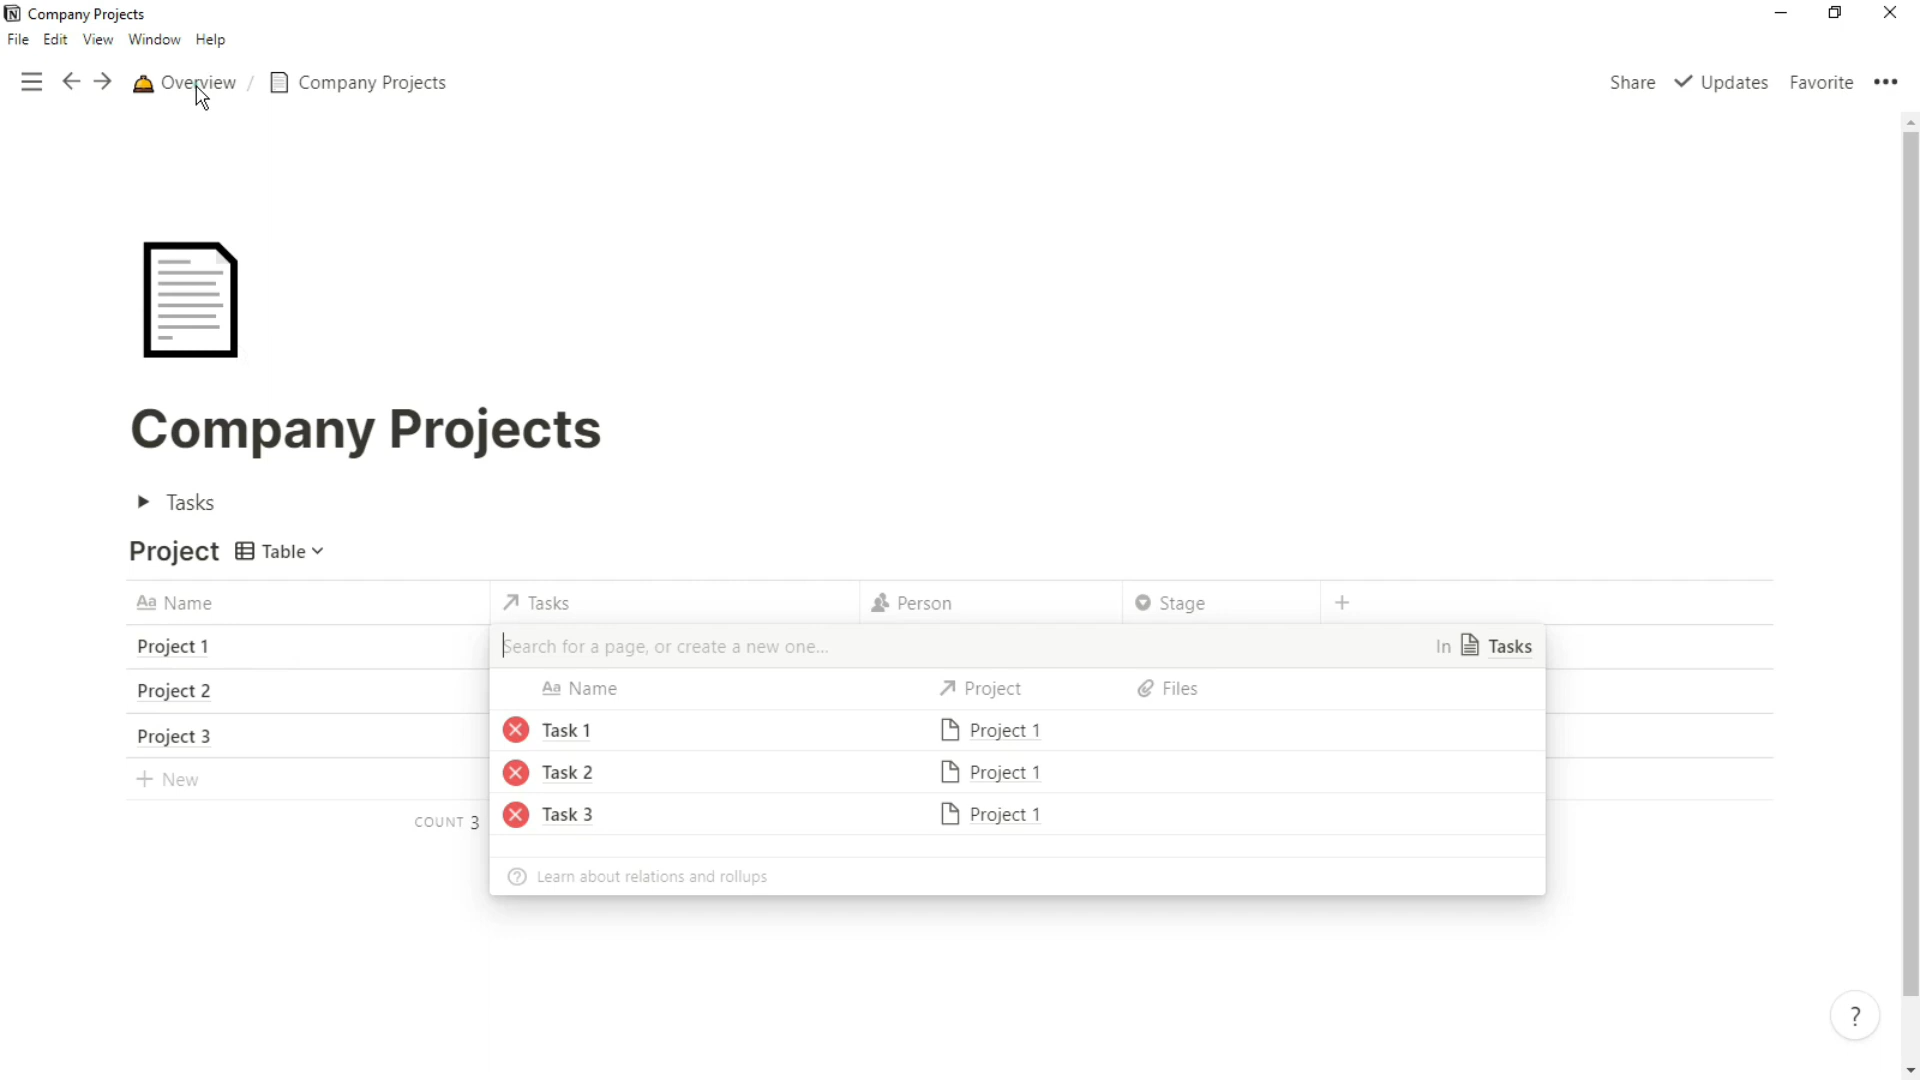 Company Projects
File Edit View Window Help
Overview / Company Projects Share Updates Favorite •••
Company Projects
Tasks
Project Table
Aa Name Tasks Person Stage +
Project 1
Search for a page, or create a new one... In Tasks
Project 2
Project 3
+ New
COUNT 3
Aa Name Project Files
Task 1 Project 1
Task 2 Project 1
Task 3 Project 1
? Learn about relations and rollups
?